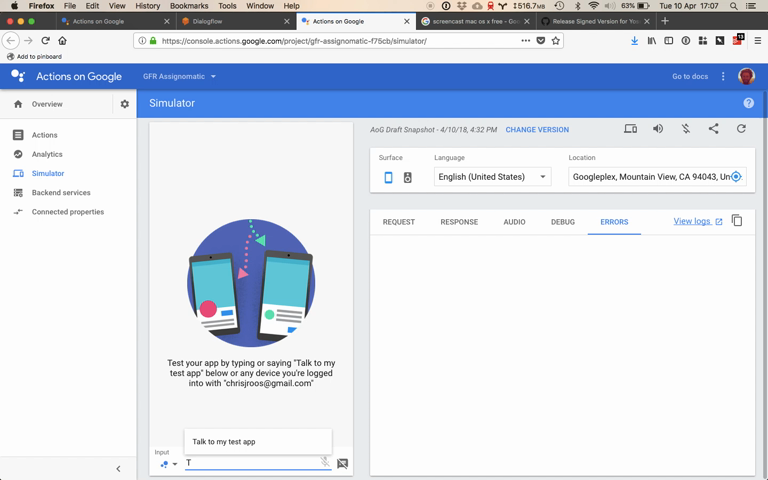 Firefox File Edit View History Bookmarks Tools Window Help
516.7MB 63% Tue 10 Apr 17:07
Actions on Google
Dialogflow
Actions on Google
screencast mac os x free - Goo
Release Signed Version for You
https://console.actions.google.com/project/gfr-assignomatic-f75cb/simulator/
13
Add to pinboard
Actions on Google
GFR Assignomatic
Go to docs
Overview
Simulator
Actions
Analytics
Simulator
Backend services
Connected properties
AoG Draft Snapshot - 4/10/18, 4:32 PM
CHANGE VERSION
Surface
Language
Location
English (United States)
Googleplex, Mountain View, CA 94043, Un
REQUEST
RESPONSE
AUDIO
DEBUG
ERRORS
View logs
Test your app by typing or saying "Talk to my
test app" below or any device you're logged
into with "chrisjroos@gmail.com"
Talk to my test app
Input
T